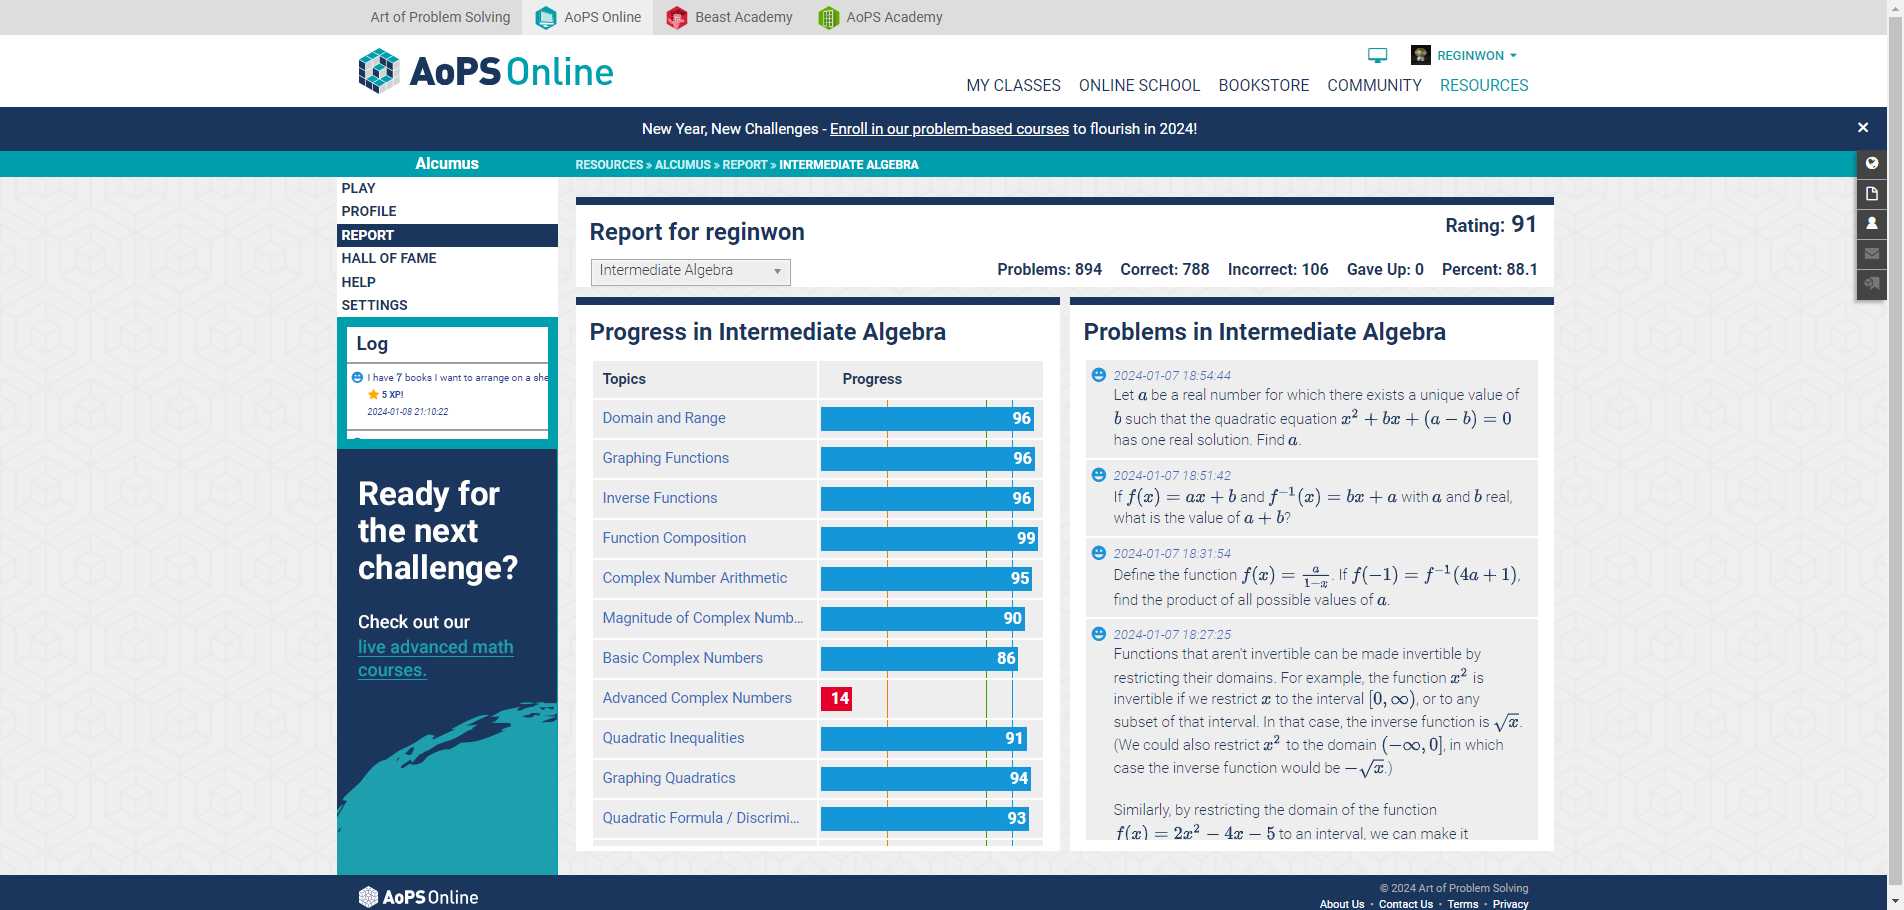 Art of Problem Solving
AoPS Online
Beast Academy
AoPS Academy
AoPS Online
REGINWON
MY CLASSES ONLINE SCHOOL BOOKSTORE COMMUNITY RESOURCES
New Year, New Challenges - Enroll in our problem-based courses to flourish in 2024!
Alcumus
RESOURCES » ALCUMUS » REPORT » INTERMEDIATE ALGEBRA
PLAY
PROFILE
REPORT
HALL OF FAME
HELP
SETTINGS
Log
I have 7 books I want to arrange on a she
5 XP!
2024-01-08 21:10:22
Ready for
the next
challenge?
Check out our
live advanced math
courses.
Report for reginwon
Rating: 91
Intermediate Algebra
Problems: 894 Correct: 788 Incorrect: 106 Gave Up: 0 Percent: 88.1
Progress in Intermediate Algebra
Topics Progress
Domain and Range 96
Graphing Functions 96
Inverse Functions 96
Function Composition 99
Complex Number Arithmetic 95
Magnitude of Complex Numb... 90
Basic Complex Numbers 86
Advanced Complex Numbers 14
Quadratic Inequalities 91
Graphing Quadratics 94
Quadratic Formula / Discrimi... 93
Problems in Intermediate Algebra
2024-01-07 18:54:44
Let a be a real number for which there exists a unique value of
b such that the quadratic equation x² + bx + (a − b) = 0
has one real solution. Find a.
2024-01-07 18:51:42
If f(x) = ax + b and f⁻¹(x) = bx + a with a and b real,
what is the value of a + b?
2024-01-07 18:31:54
Define the function f(x) = a/(1−x). If f(−1) = f⁻¹(4a + 1),
find the product of all possible values of a.
2024-01-07 18:27:25
Functions that aren't invertible can be made invertible by
restricting their domains. For example, the function x² is
invertible if we restrict x to the interval [0, ∞), or to any
subset of that interval. In that case, the inverse function is √x.
(We could also restrict x² to the domain (−∞, 0], in which
case the inverse function would be −√x.)
Similarly, by restricting the domain of the function
f(x) = 2x² − 4x − 5 to an interval, we can make it
AoPS Online
© 2024 Art of Problem Solving
About Us • Contact Us • Terms • Privacy